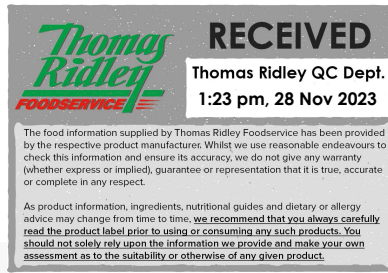 Thomas
Ridley
FOODSERVICE
RECEIVED
Thomas Ridley QC Dept.
1:23 pm, 28 Nov 2023
The food information supplied by Thomas Ridley Foodservice has been provided
by the respective product manufacturer. Whilst we use reasonable endeavours to
check this information and ensure its accuracy, we do not give any warranty
(whether express or implied), guarantee or representation that it is true, accurate
or complete in any respect.
As product information, ingredients, nutritional guides and dietary or allergy
advice may change from time to time, we recommend that you always carefully
read the product label prior to using or consuming any such products. You
should not solely rely upon the information we provide and make your own
assessment as to the suitability or otherwise of any given product.